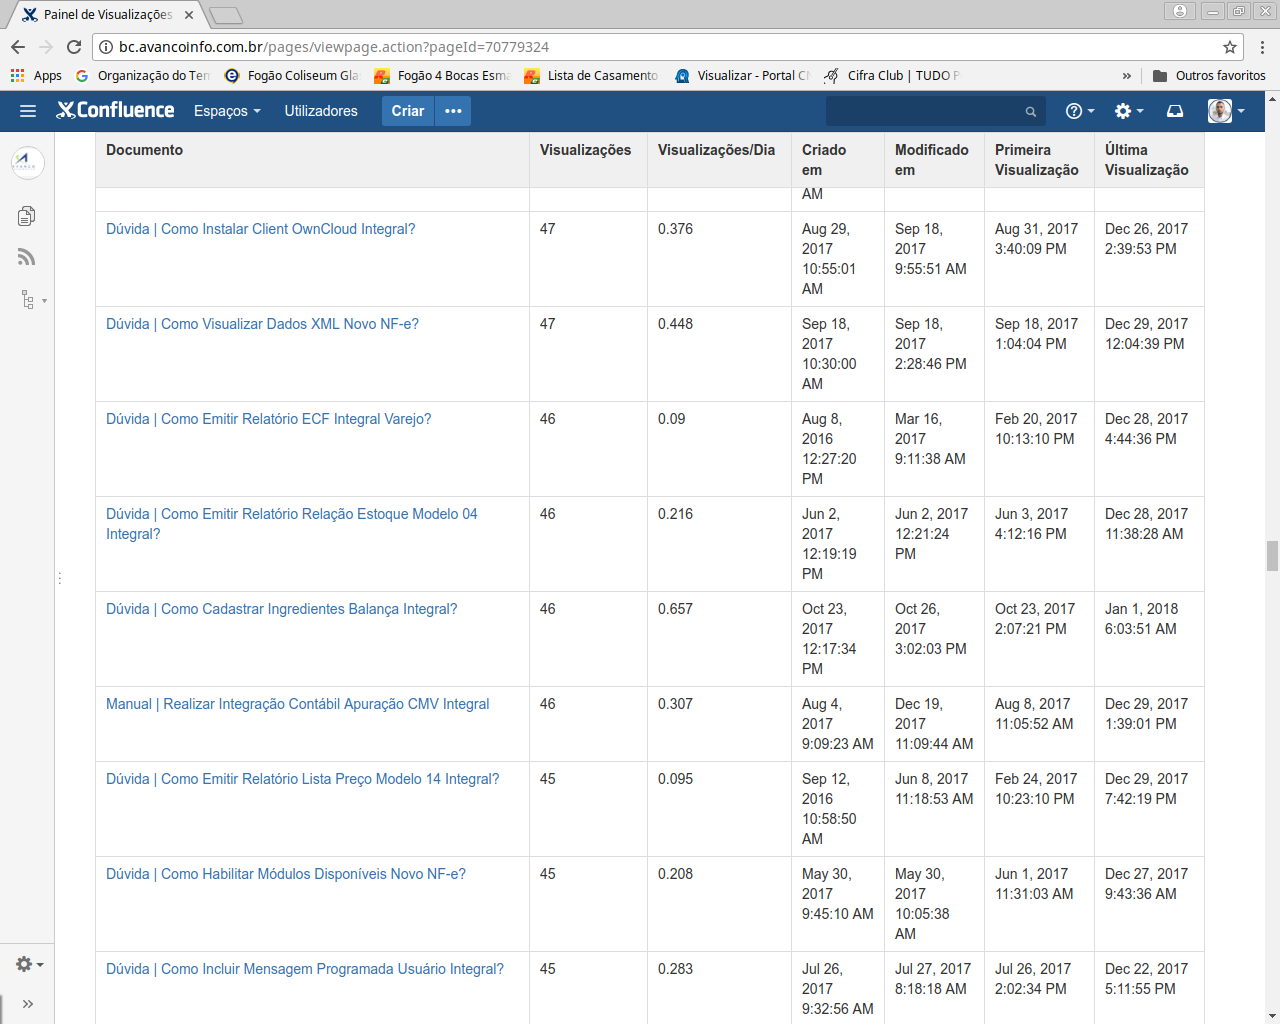 Painel de Visualizações
bc.avancoinfo.com.br/pages/viewpage.action?pageId=70779324
Apps
Organização do Ter
Fogão Coliseum Gla
Fogão 4 Bocas Esma
Lista de Casamento
Visualizar - Portal C
Cifra Club | TUDO
Outros favoritos
Confluence
Espaços
Utilizadores
Criar
Documento
Visualizações
Visualizações/Dia
Criado
em
Modificado
em
Primeira
Visualização
Última
Visualização
AM
Dúvida | Como Instalar Client OwnCloud Integral?
47
0.376
Aug 29,
2017
10:55:01
AM
Sep 18,
2017
9:55:51 AM
Aug 31, 2017
3:40:09 PM
Dec 26, 2017
2:39:53 PM
Dúvida | Como Visualizar Dados XML Novo NF-e?
47
0.448
Sep 18,
2017
10:30:00
AM
Sep 18,
2017
2:28:46 PM
Sep 18, 2017
1:04:04 PM
Dec 29, 2017
12:04:39 PM
Dúvida | Como Emitir Relatório ECF Integral Varejo?
46
0.09
Aug 8,
2016
12:27:20
PM
Mar 16,
2017
9:11:38 AM
Feb 20, 2017
10:13:10 PM
Dec 28, 2017
4:44:36 PM
Dúvida | Como Emitir Relatório Relação Estoque Modelo 04
Integral?
46
0.216
Jun 2,
2017
12:19:19
PM
Jun 2, 2017
12:21:24
PM
Jun 3, 2017
4:12:16 PM
Dec 28, 2017
11:38:28 AM
Dúvida | Como Cadastrar Ingredientes Balança Integral?
46
0.657
Oct 23,
2017
12:17:34
PM
Oct 26,
2017
3:02:03 PM
Oct 23, 2017
2:07:21 PM
Jan 1, 2018
6:03:51 AM
Manual | Realizar Integração Contábil Apuração CMV Integral
46
0.307
Aug 4,
2017
9:09:23 AM
Dec 19,
2017
11:09:44 AM
Aug 8, 2017
11:05:52 AM
Dec 29, 2017
1:39:01 PM
Dúvida | Como Emitir Relatório Lista Preço Modelo 14 Integral?
45
0.095
Sep 12,
2016
10:58:50
AM
Jun 8, 2017
11:18:53 AM
Feb 24, 2017
10:23:10 PM
Dec 29, 2017
7:42:19 PM
Dúvida | Como Habilitar Módulos Disponíveis Novo NF-e?
45
0.208
May 30,
2017
9:45:10 AM
May 30,
2017
10:05:38
AM
Jun 1, 2017
11:31:03 AM
Dec 27, 2017
9:43:36 AM
Dúvida | Como Incluir Mensagem Programada Usuário Integral?
45
0.283
Jul 26,
2017
9:32:56 AM
Jul 27, 2017
8:18:18 AM
Jul 26, 2017
2:02:34 PM
Dec 22, 2017
5:11:55 PM